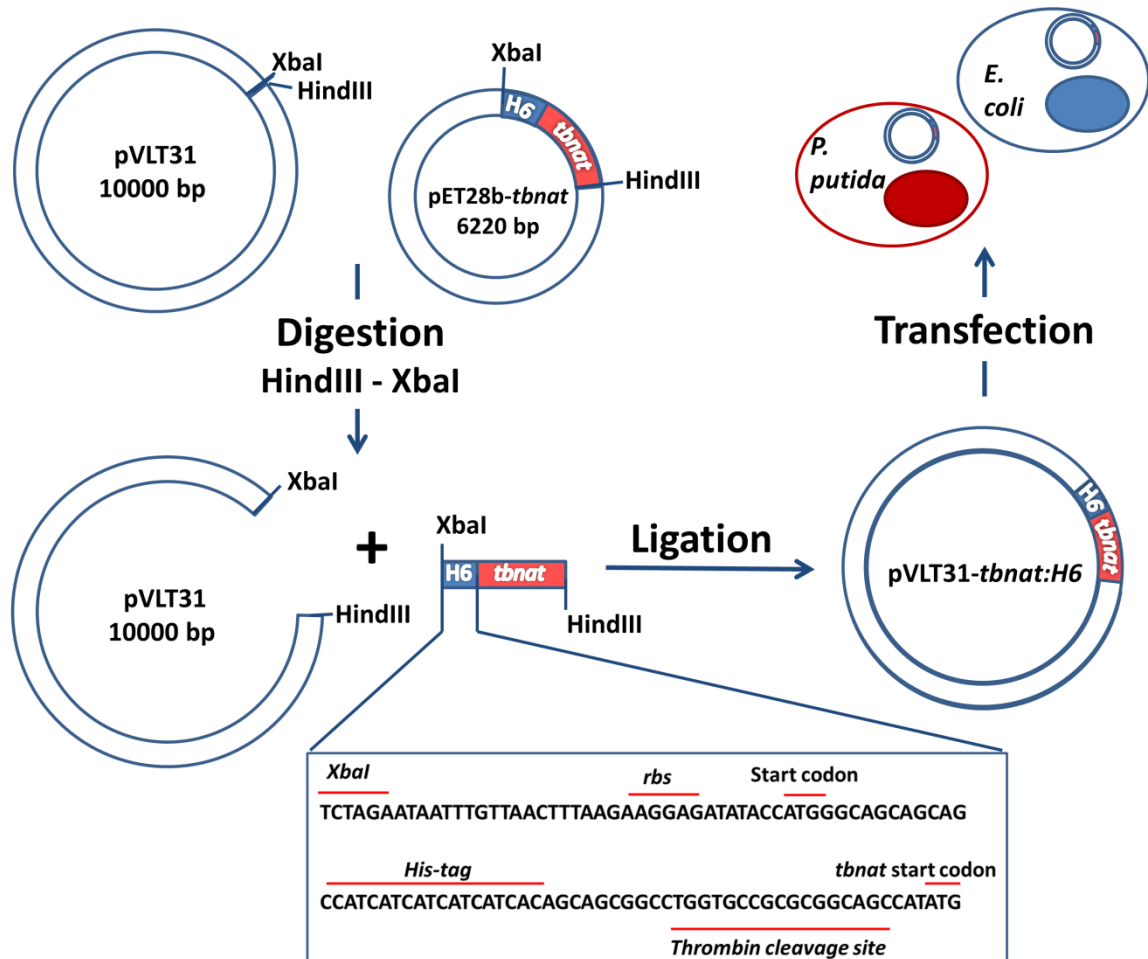 XbaI
HindIII
pVLT31
10000 bp
XbaI
H6
tbnat
HindIII
pET28b-tbnat
6220 bp
E.
coli
P.
putida
Digestion
HindIII - XbaI
Transfection
XbaI
pVLT31
10000 bp
HindIII
+
XbaI
H6
tbnat
HindIII
Ligation
H6
tbnat
pVLT31-tbnat:H6
XbaI rbs Start codon
TCTAGAATAATTTGTTAACTTTAAGAAGGAGATATACCATGGGCAGCAGCAG
His-tag tbnat start codon
CCATCATCATCATCATCACAGCAGCGGCCTGGTGCCGCGCGGCAGCCATATG
Thrombin cleavage site